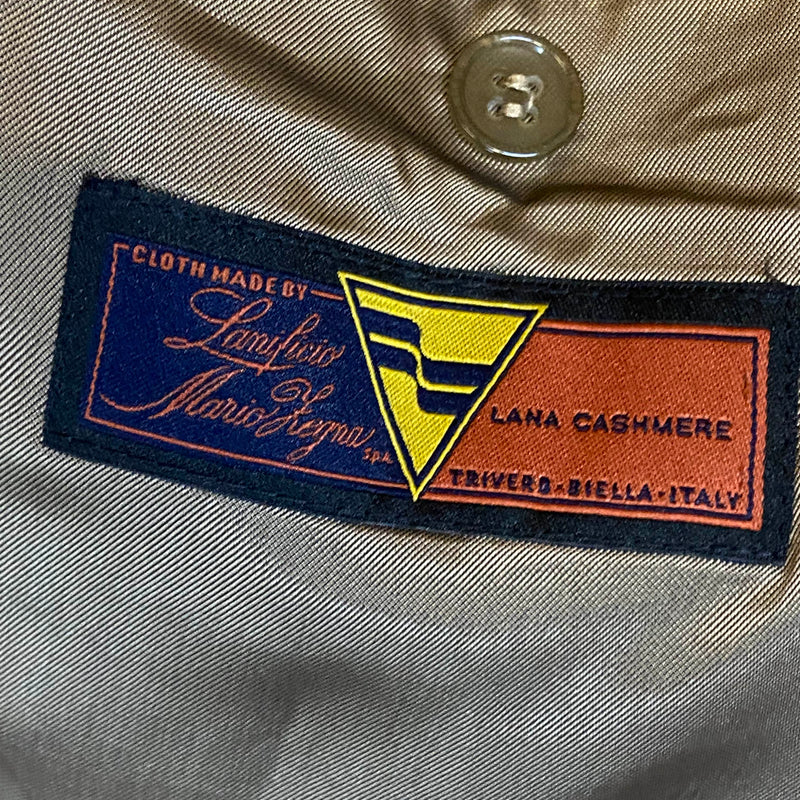 CLOTH MADE BY
Lanificio
Mario Zegna
S.p.A.
LANA CASHMERE
TRIVERO-BIELLA-ITALY